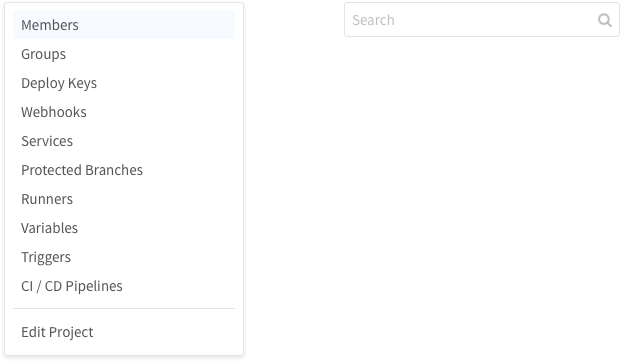 Members
Groups
Deploy Keys
Webhooks
Services
Protected Branches
Runners
Variables
Triggers
CI / CD Pipelines
Edit Project
Search